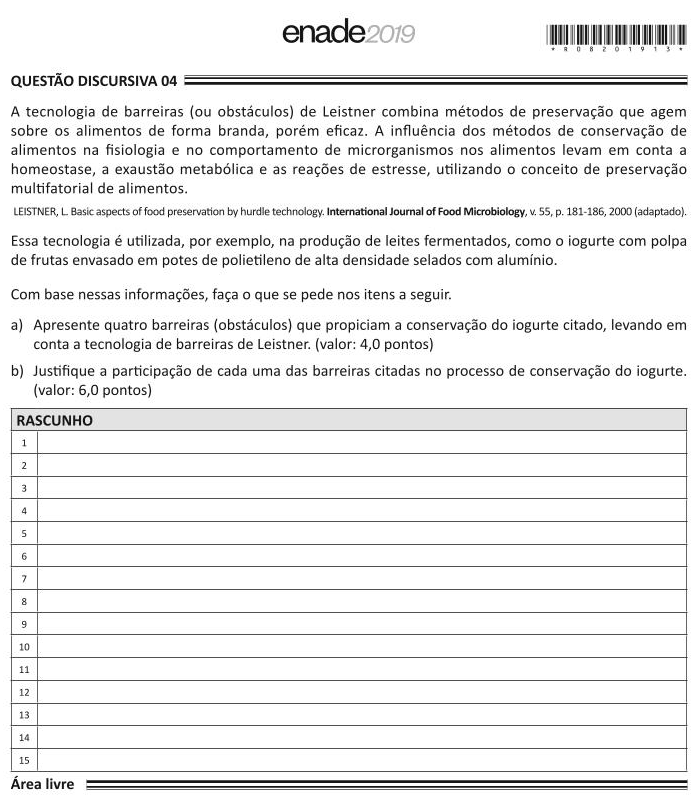 enade2019
*R0820191 3*
QUESTÃO DISCURSIVA 04
A tecnologia de barreiras (ou obstáculos) de Leistner combina métodos de preservação que agem
sobre os alimentos de forma branda, porém eficaz. A influência dos métodos de conservação de
alimentos na fisiologia e no comportamento de microrganismos nos alimentos levam em conta a
homeostase, a exaustão metabólica e as reações de estresse, utilizando o conceito de preservação
multifatorial de alimentos.
LEISTNER, L. Basic aspects of food preservation by hurdle technology. International Journal of Food Microbiology, v. 55, p. 181-186, 2000 (adaptado).
Essa tecnologia é utilizada, por exemplo, na produção de leites fermentados, como o iogurte com polpa
de frutas envasado em potes de polietileno de alta densidade selados com alumínio.
Com base nessas informações, faça o que se pede nos itens a seguir.
a) Apresente quatro barreiras (obstáculos) que propiciam a conservação do iogurte citado, levando em
conta a tecnologia de barreiras de Leistner. (valor: 4,0 pontos)
b) Justifique a participação de cada uma das barreiras citadas no processo de conservação do iogurte.
(valor: 6,0 pontos)
RASCUNHO
1
2
3
4
5
6
7
8
9
10
11
12
13
14
15
Área livre